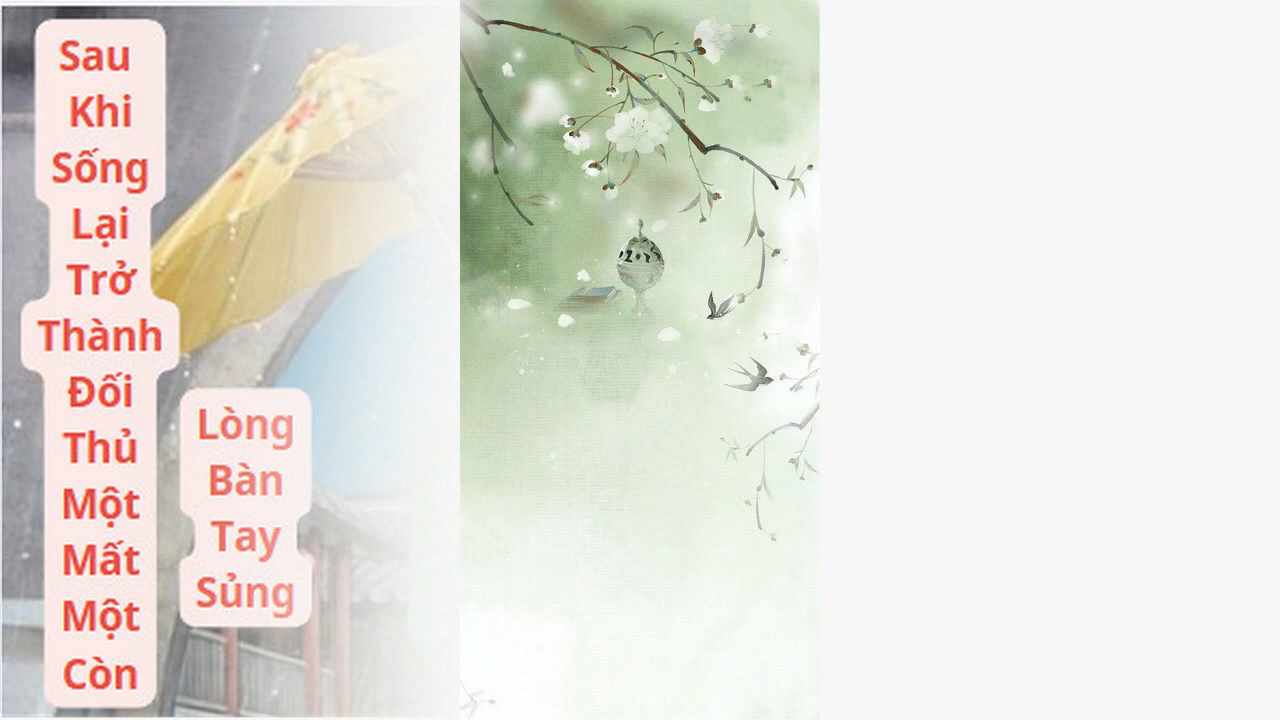 Sau
Khi
Sống
Lại
Trở
Thành
Đối
Thủ
Một
Mất
Một
Còn
Lòng
Bàn
Tay
Sủng